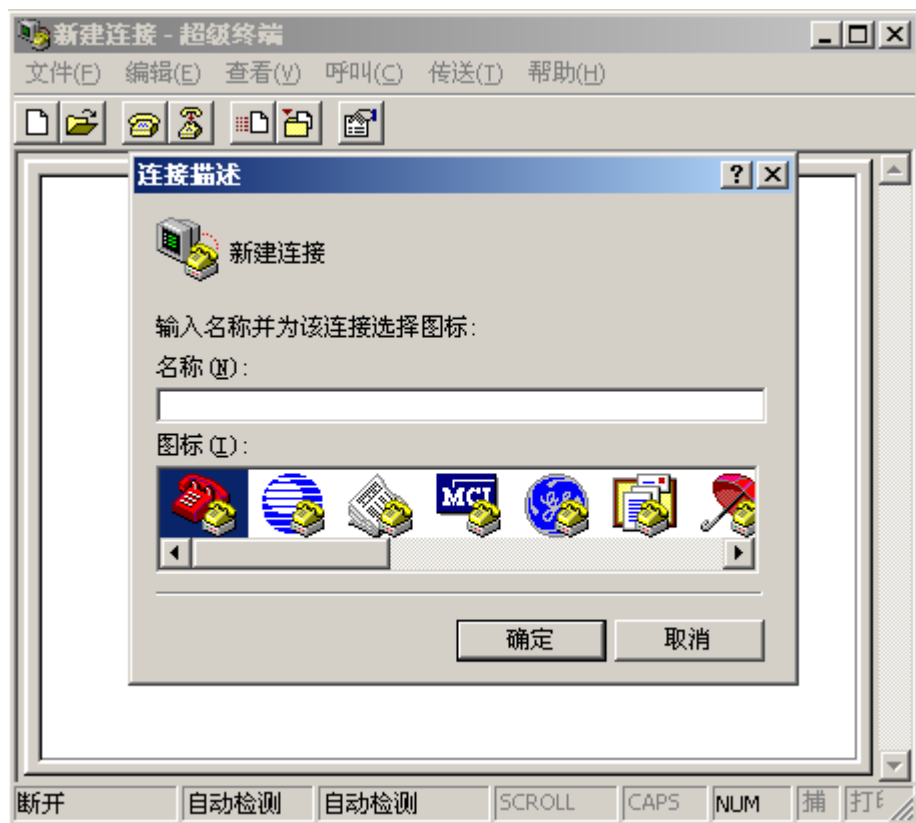 新建连接 - 超级终端
文件(F) 编辑(E) 查看(V) 呼叫(C) 传送(T) 帮助(H)
连接描述
新建连接
输入名称并为该连接选择图标:
名称(N):
图标(I):
MCI
确定 取消
断开 自动检测 自动检测 SCROLL CAPS NUM 捕 打